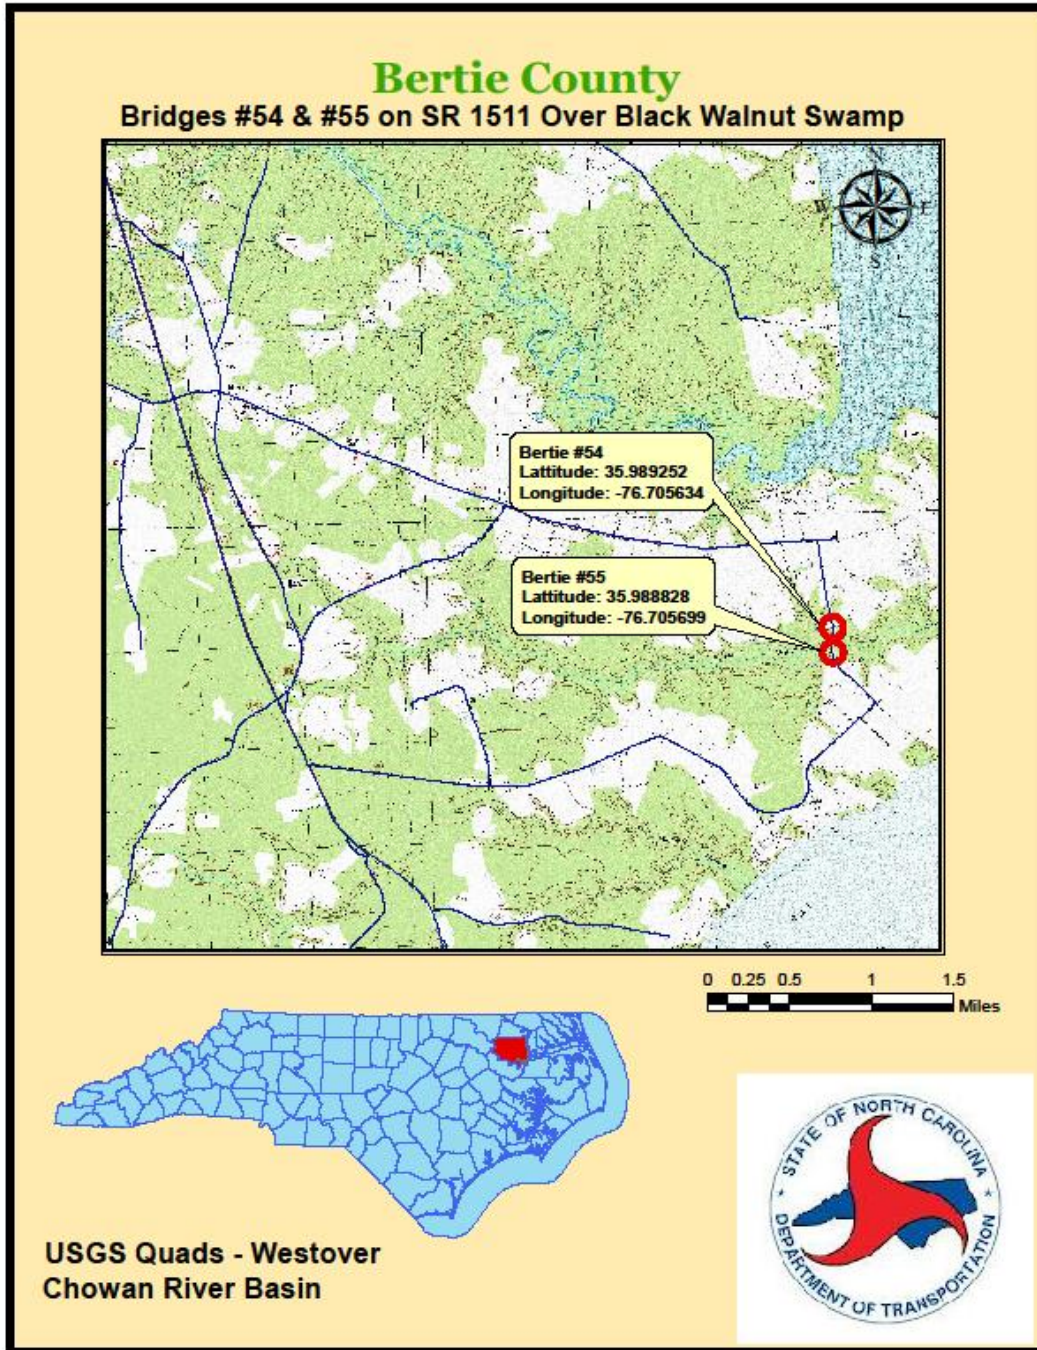 Bertie County
Bridges #54 & #55 on SR 1511 Over Black Walnut Swamp
N
W E
S
Bertie #54
Lattitude: 35.989252
Longitude: -76.705634
Bertie #55
Lattitude: 35.988828
Longitude: -76.705699
0 0.25 0.5 1 1.5
Miles
USGS Quads - Westover
Chowan River Basin
STATE OF NORTH CAROLINA
DEPARTMENT OF TRANSPORTATION